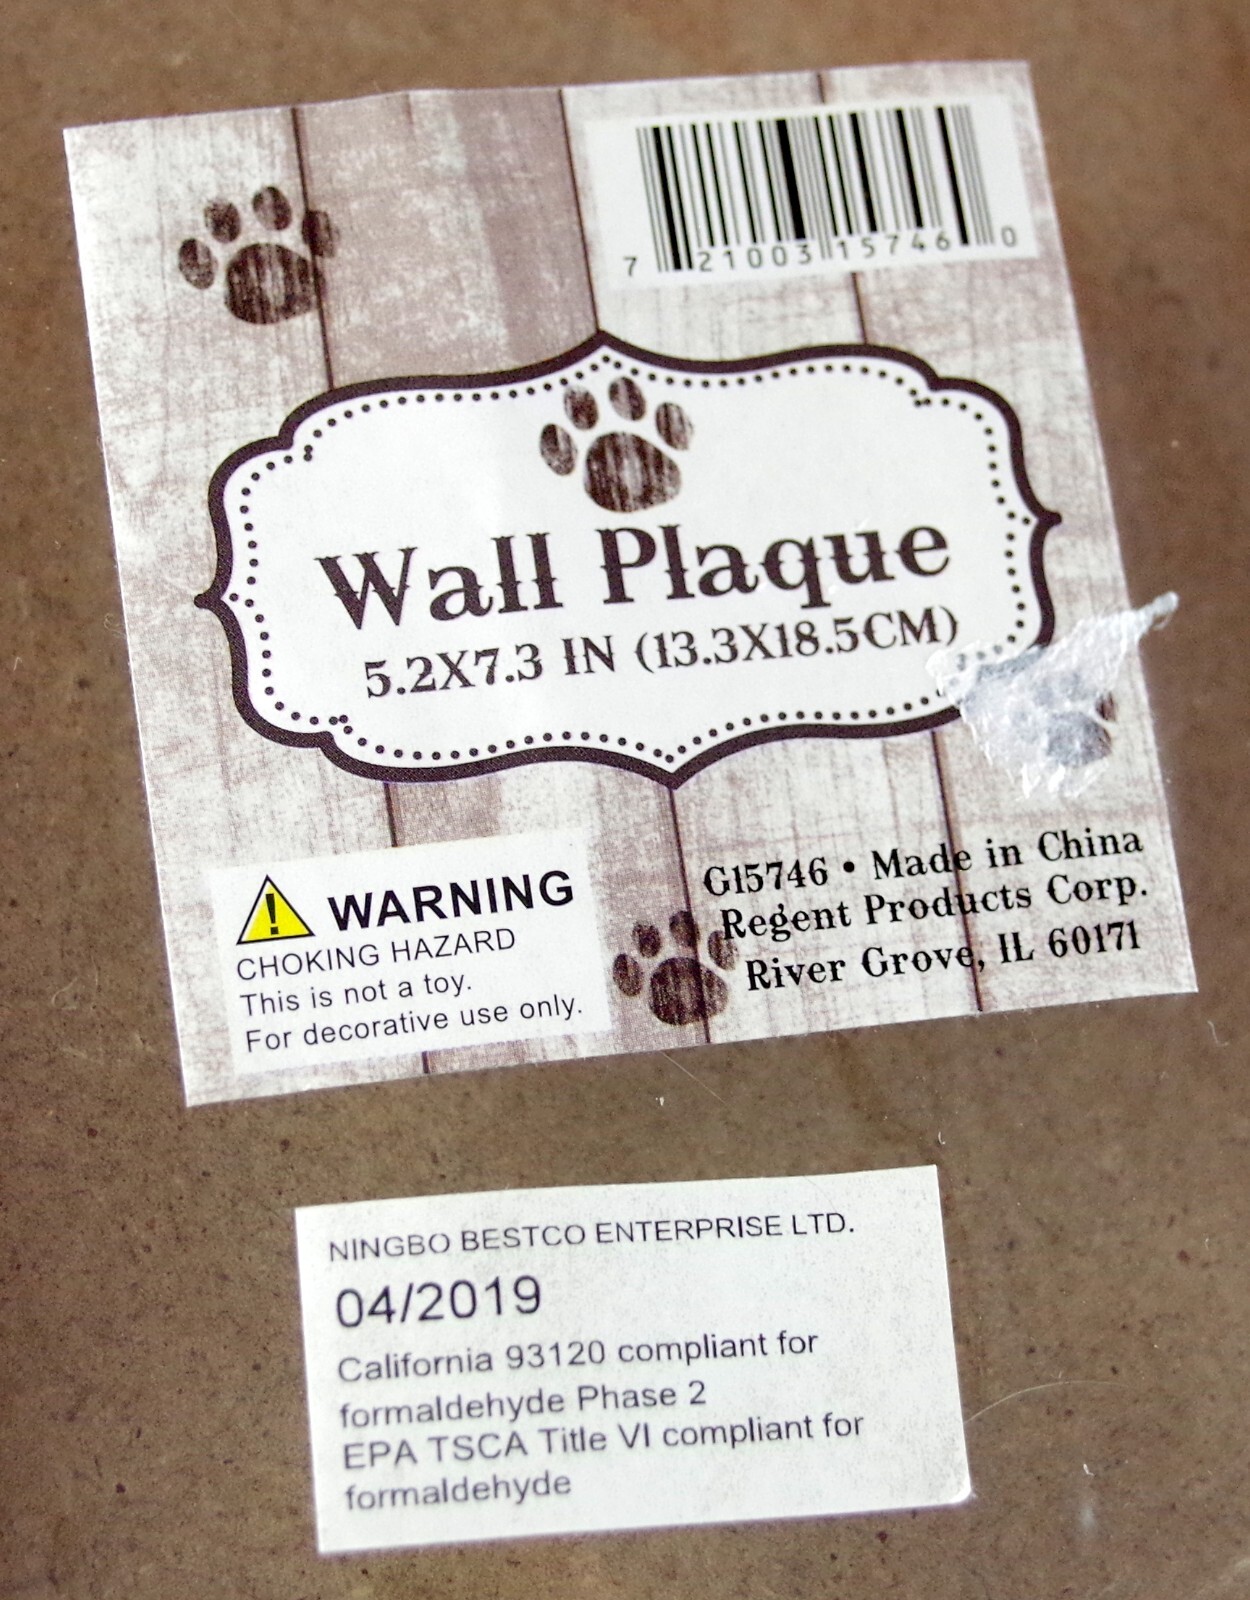 7 21003 15746 0
Wall Plaque
5.2X7.3 IN (13.3X18.5CM)
WARNING
CHOKING HAZARD
This is not a toy.
For decorative use only.
G15746 • Made in China
Regent Products Corp.
River Grove, IL 60171
NINGBO BESTCO ENTERPRISE LTD.
04/2019
California 93120 compliant for
formaldehyde Phase 2
EPA TSCA Title VI compliant for
formaldehyde